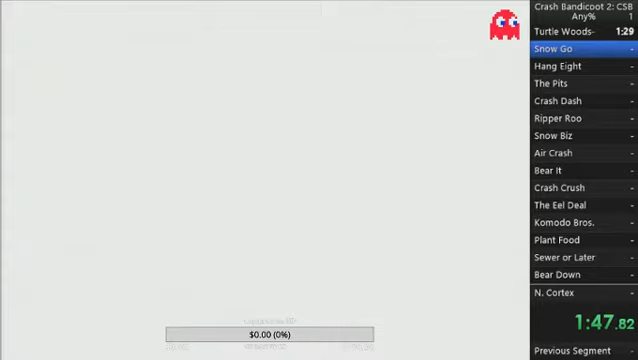 Crash Bandicoot 2: CSB
Any% 1
Turtle Woods- 1:29
Snow Go -
Hang Eight -
The Pits -
Crash Dash -
Ripper Roo -
Snow Biz -
Air Crash -
Bear It -
Crash Crush -
The Eel Deal -
Komodo Bros. -
Plant Food -
Sewer or Later -
Bear Down -
N. Cortex -
1:47.82
$0.00 (0%)
Previous Segment -